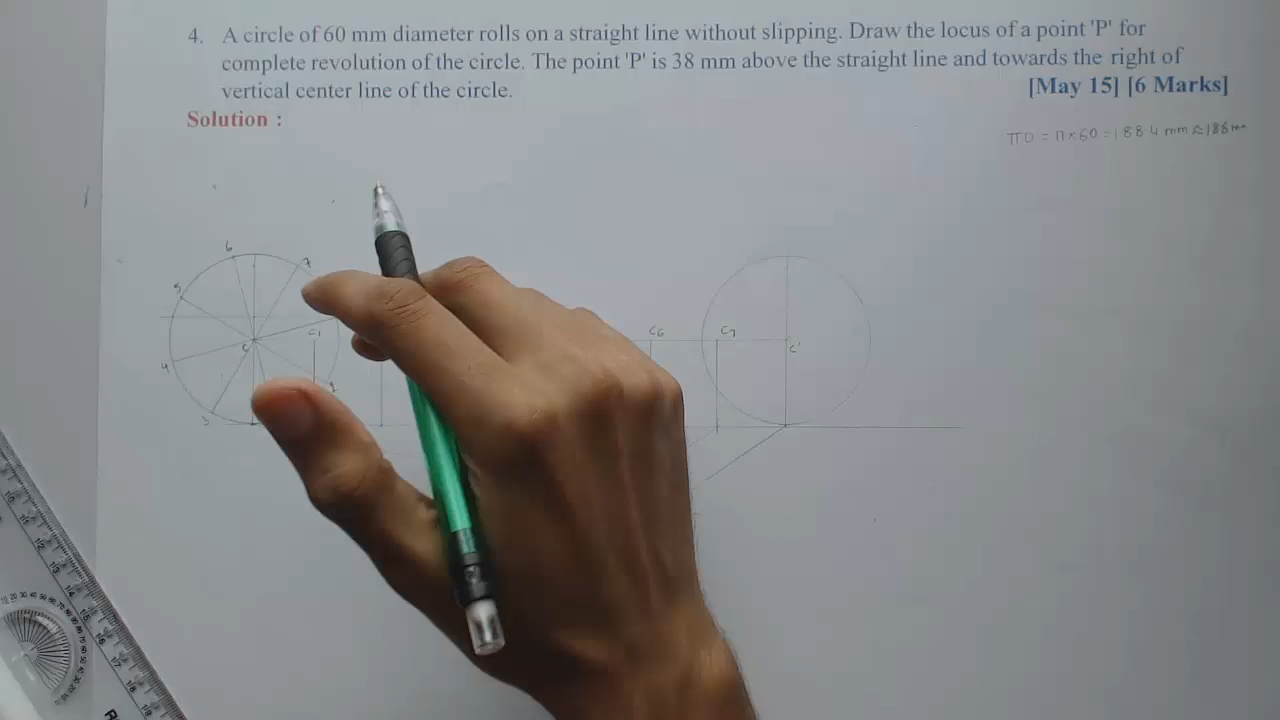 4. A circle of 60 mm diameter rolls on a straight line without slipping. Draw the locus of a point 'P' for
complete revolution of the circle. The point 'P' is 38 mm above the straight line and towards the right of
vertical center line of the circle. [May 15] [6 Marks]
Solution :
πD = π×60 = 188.4 mm ≈ 188 mm
6
7
5
C1
C6
C7
C
C'
4
1
3